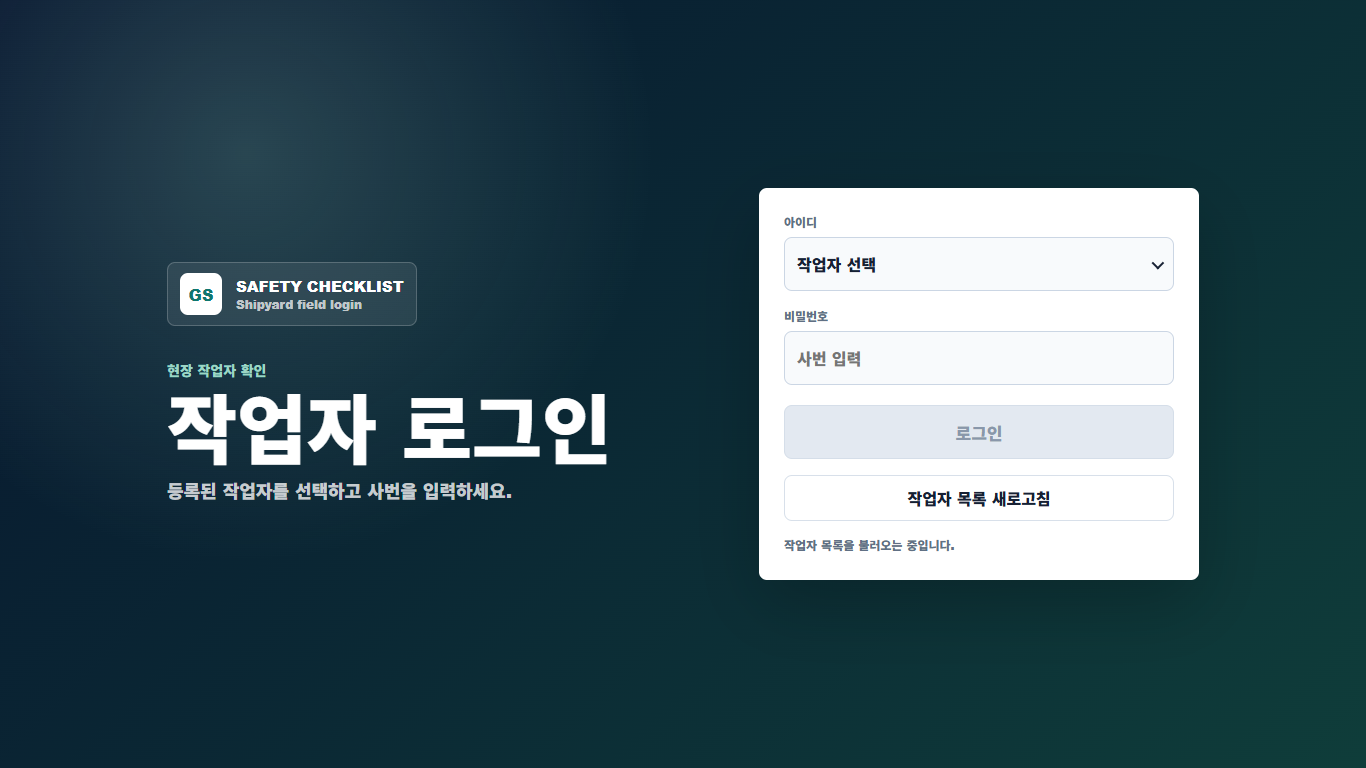 GS
SAFETY CHECKLIST
Shipyard field login
현장 작업자 확인
작업자 로그인
등록된 작업자를 선택하고 사번을 입력하세요.
아이디
작업자 선택
비밀번호
사번 입력
로그인
작업자 목록 새로고침
작업자 목록을 불러오는 중입니다.